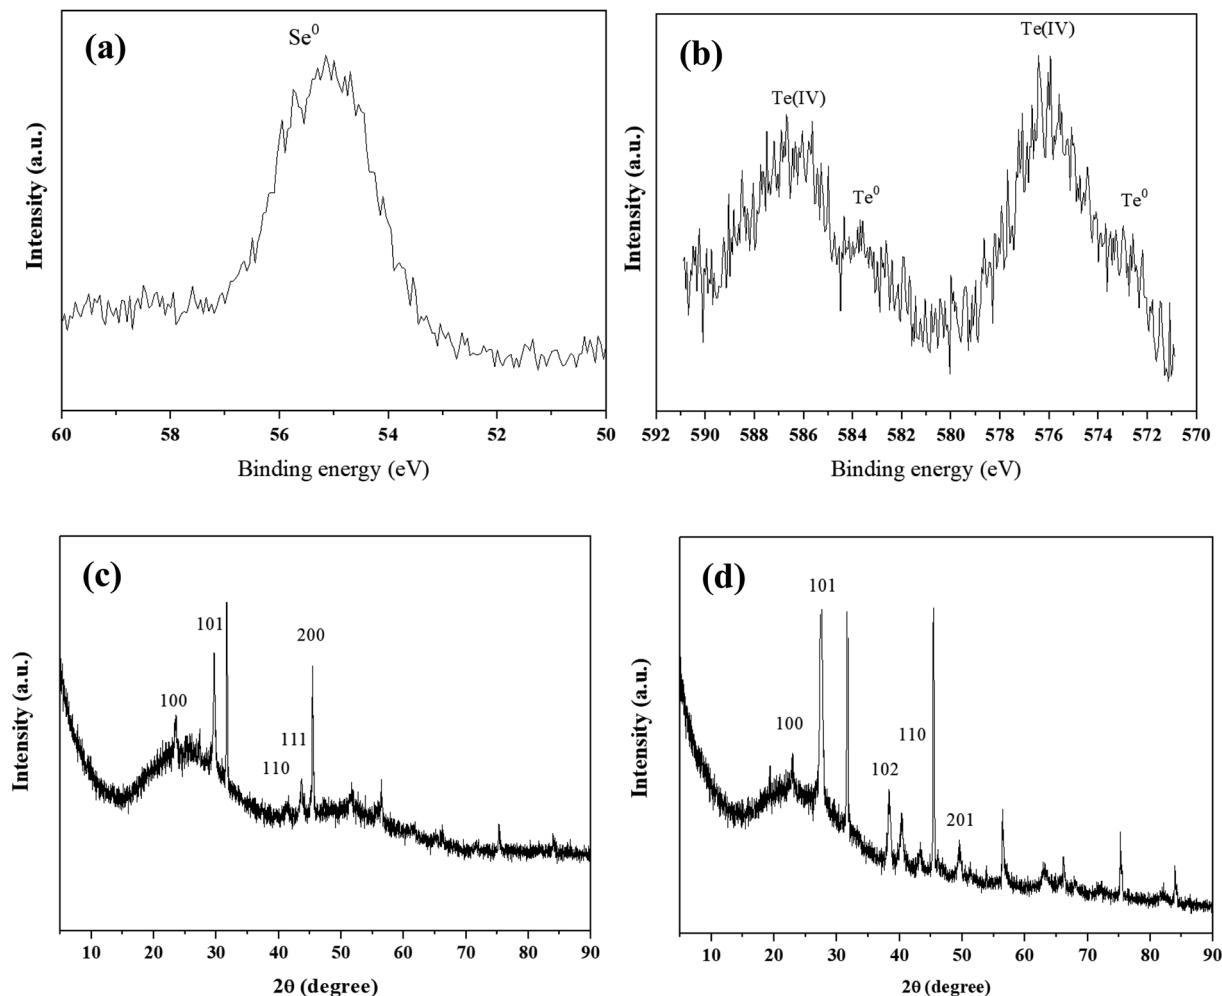 (a)
Se⁰
Intensity (a.u.)
60 58 56 54 52 50
Binding energy (eV)
(b)
Te(IV)
Te(IV)
Te⁰
Te⁰
Intensity (a.u.)
592 590 588 586 584 582 580 578 576 574 572 570
Binding energy (eV)
(c)
101
200
100
111
110
Intensity (a.u.)
10 20 30 40 50 60 70 80 90
2θ (degree)
(d)
101
100
110
102
201
Intensity (a.u.)
10 20 30 40 50 60 70 80 90
2θ (degree)